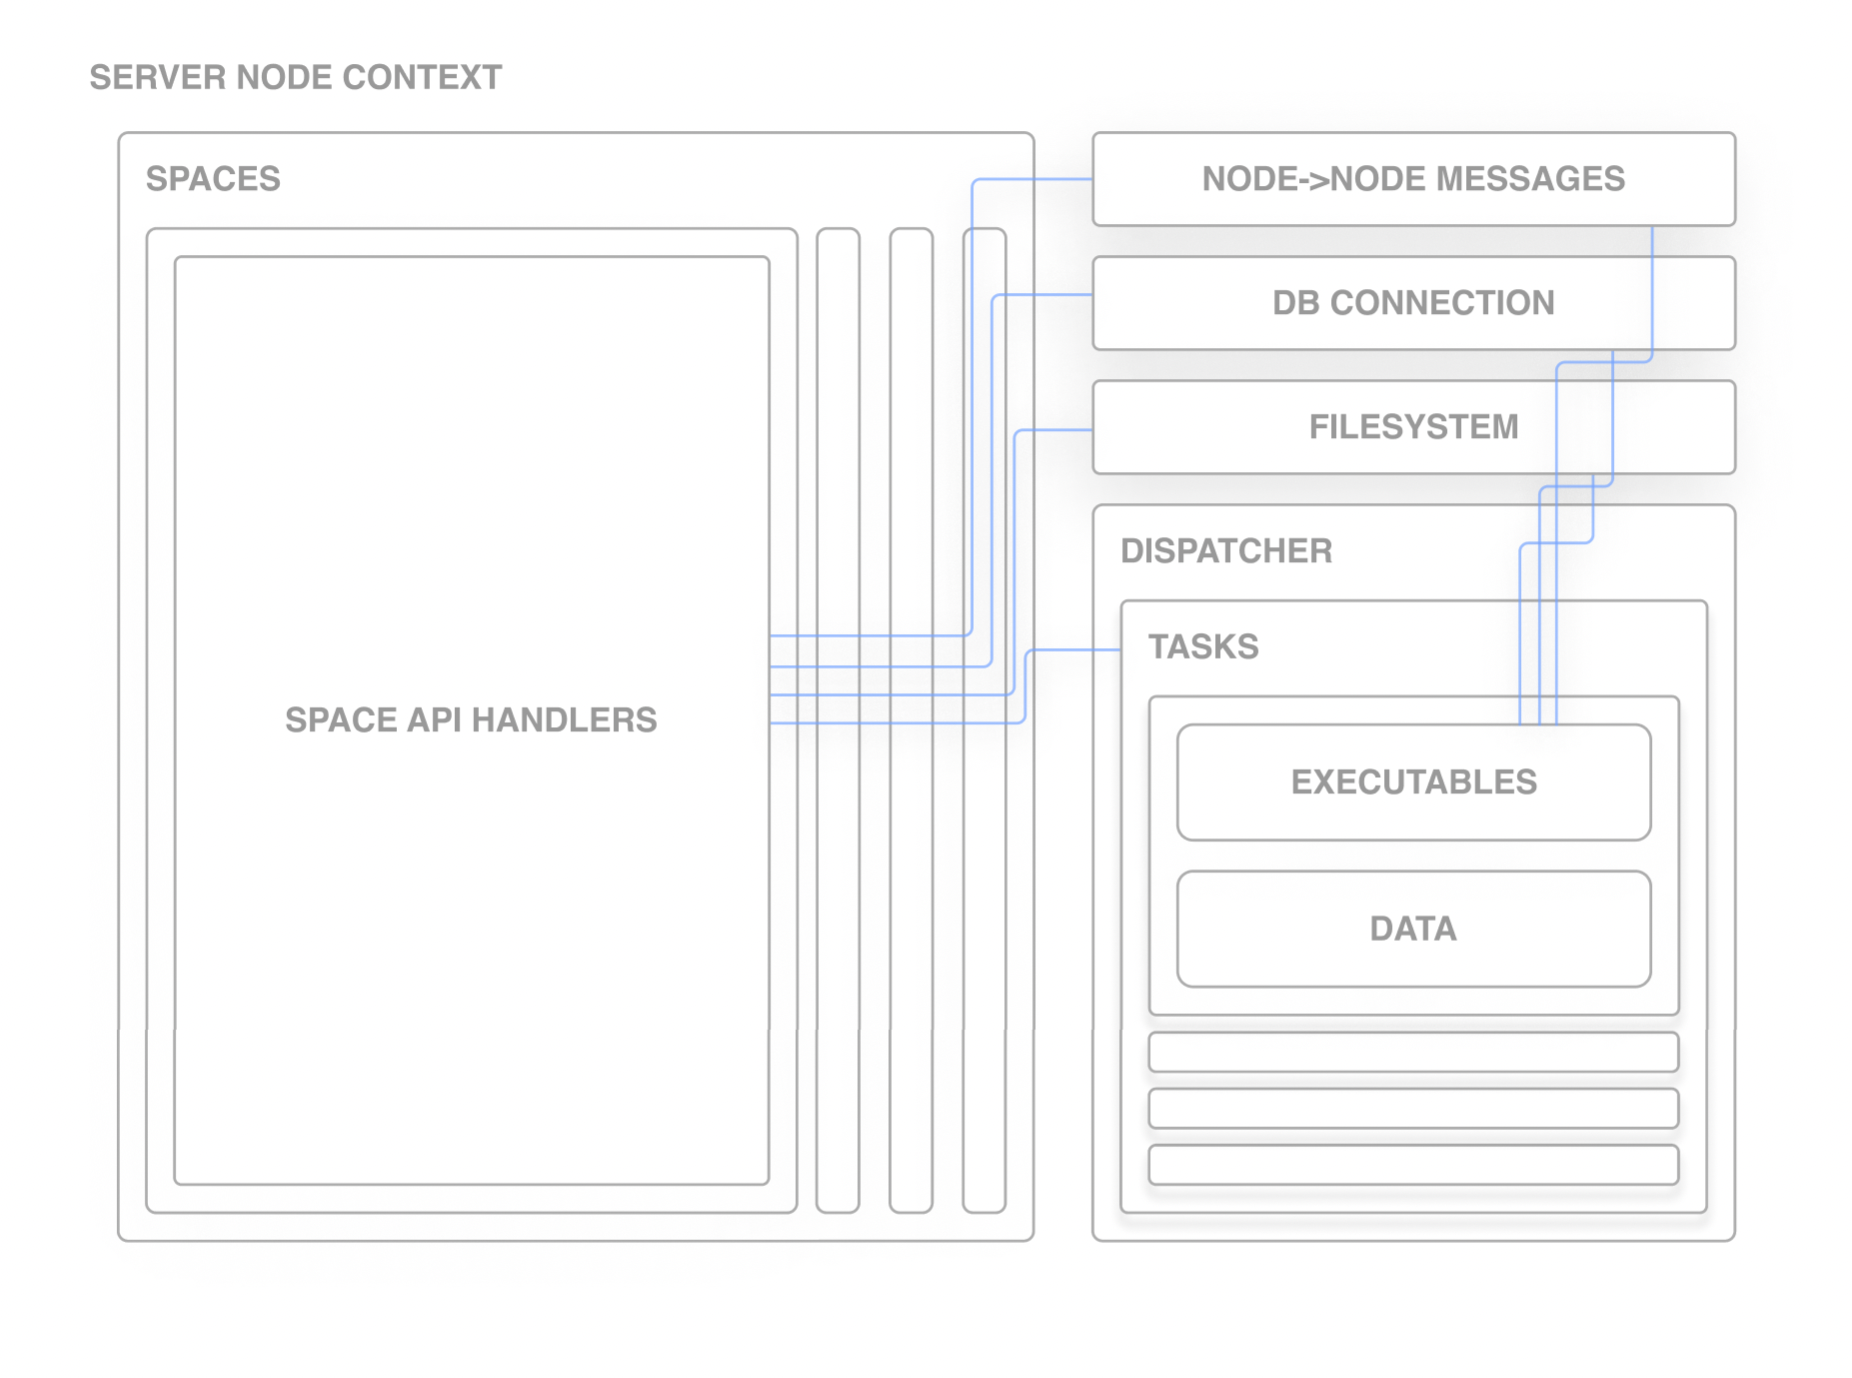 SERVER NODE CONTEXT
SPACES
SPACE API HANDLERS
NODE->NODE MESSAGES
DB CONNECTION
FILESYSTEM
DISPATCHER
TASKS
EXECUTABLES
DATA